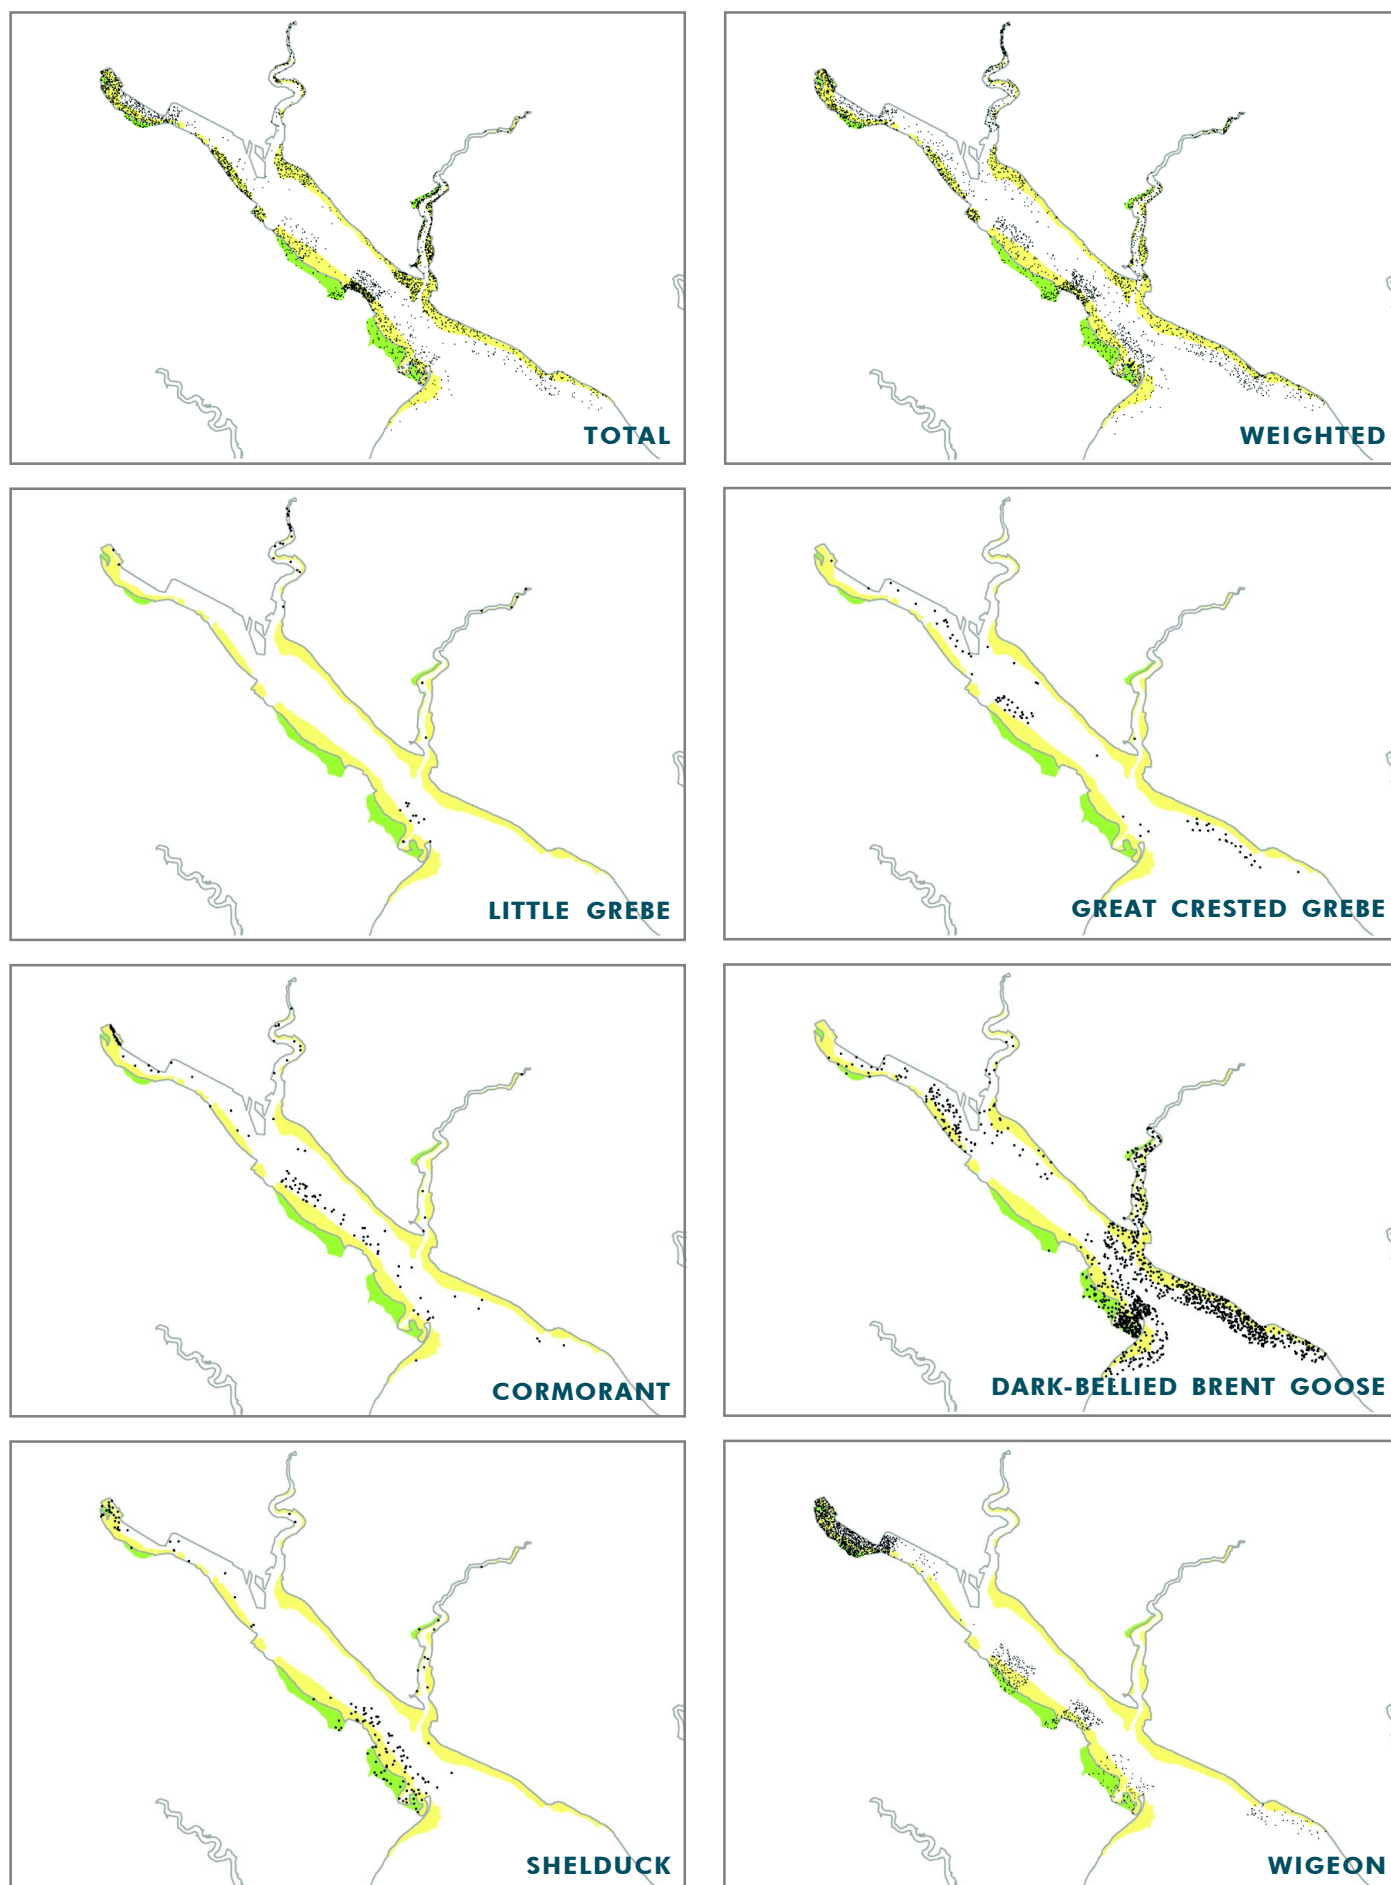 TOTAL
WEIGHTED
LITTLE GREBE
GREAT CRESTED GREBE
CORMORANT
DARK-BELLIED BRENT GOOSE
SHELDUCK
WIGEON